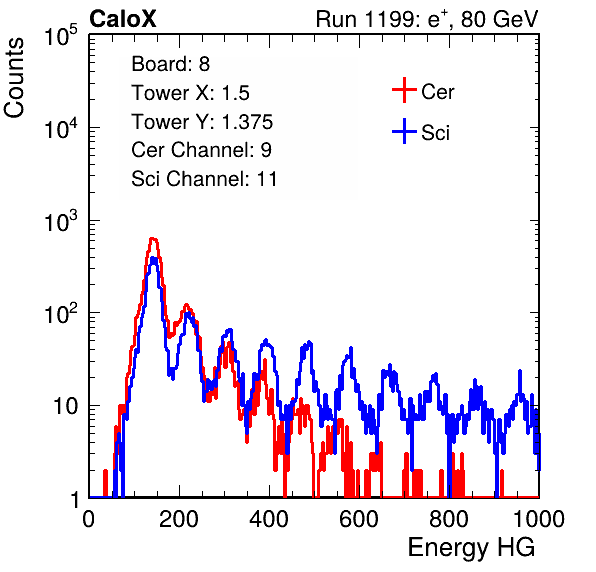 CaloX Run 1199: e⁺, 80 GeV
Counts
Board: 8
Tower X: 1.5
Tower Y: 1.375
Cer Channel: 9
Sci Channel: 11
Cer
Sci
10⁵
10⁴
10³
10²
10
1
0 200 400 600 800 1000
Energy HG